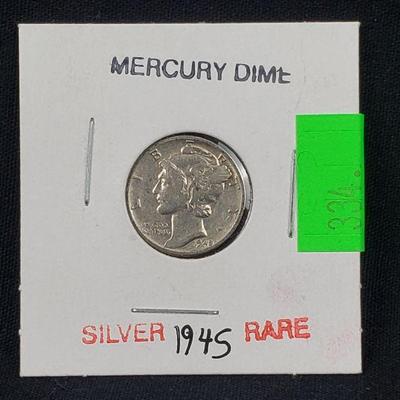 MERCURY DIME
334.
LIBERTY
SILVER 1945 RARE